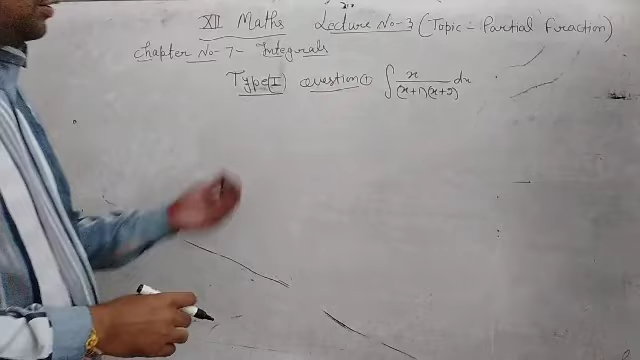 XII Maths Lecture No-3 (Topic - Partial Fraction)
Chapter No-7- Integrals
Type(I) Question① ∫ x/(x+1)(x+2) dx